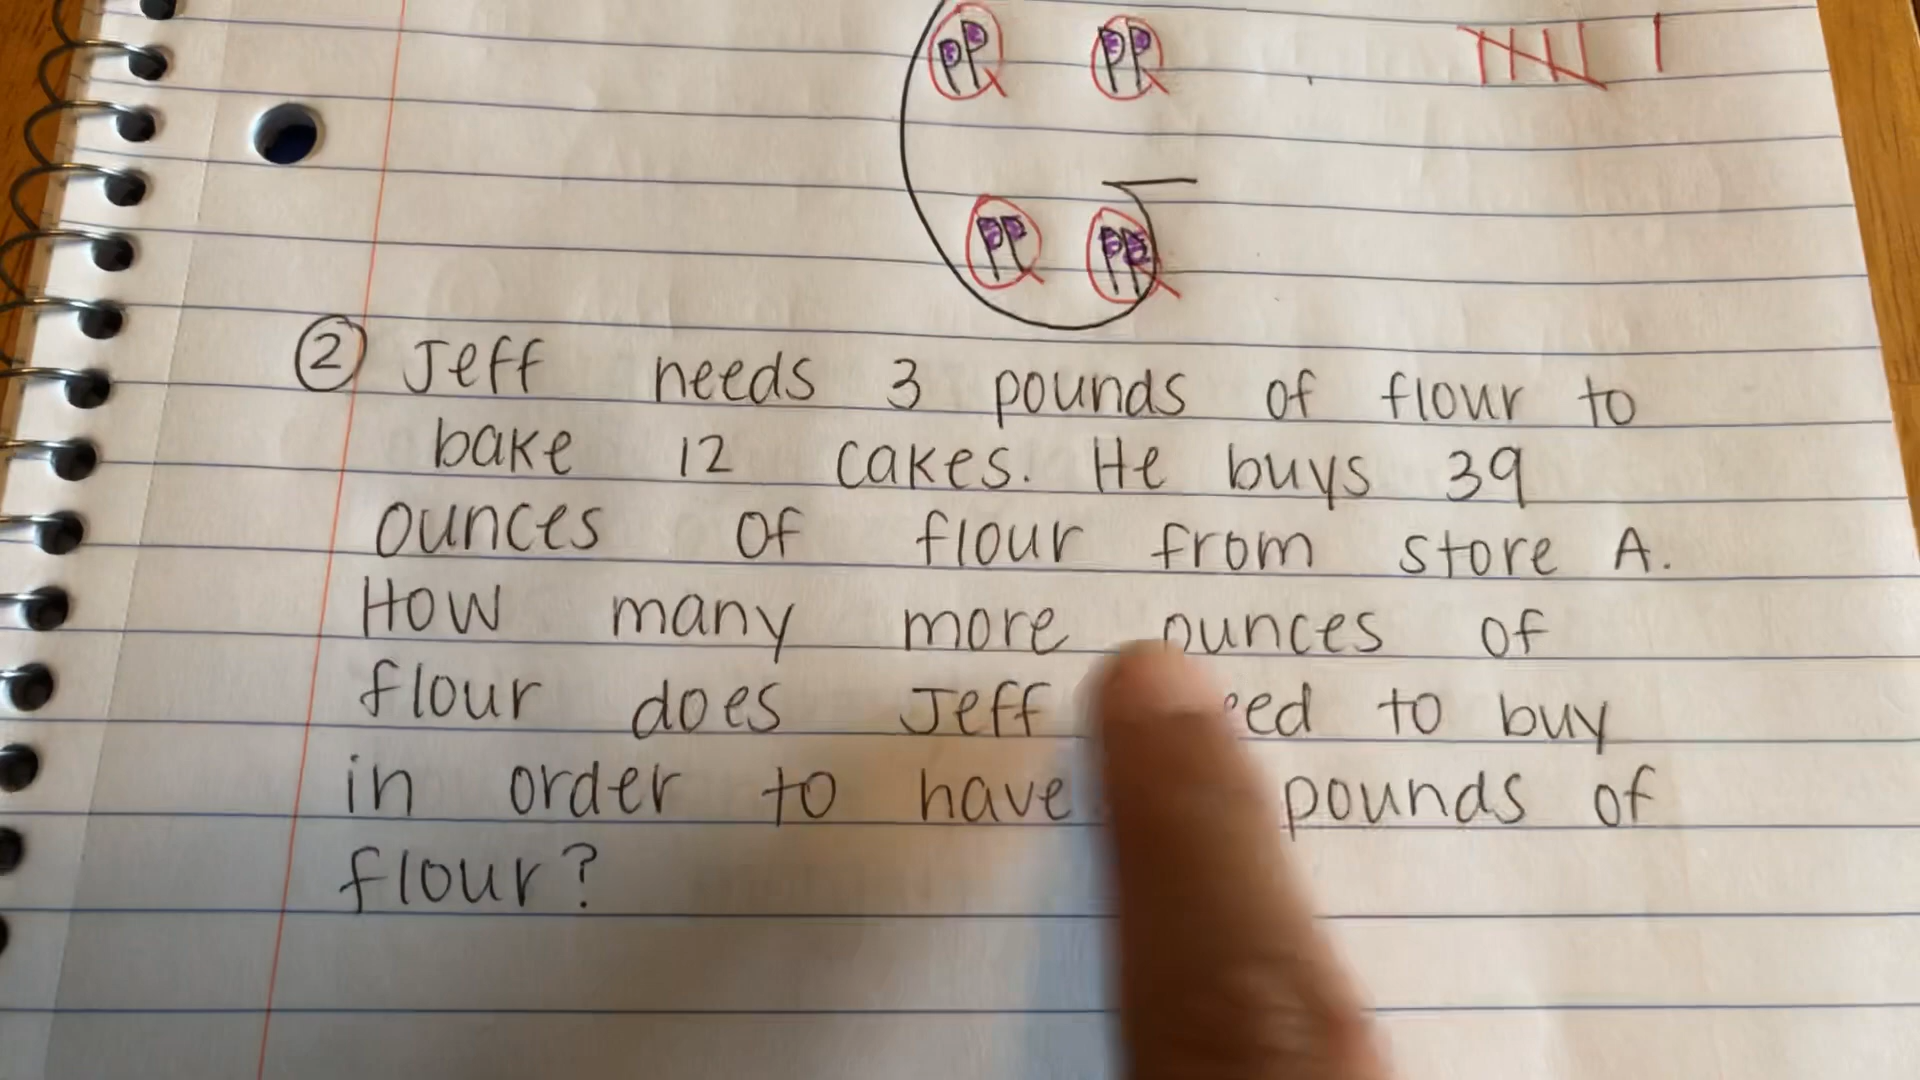 PP PP
PP PP
② Jeff needs 3 pounds of flour to
bake 12 cakes. He buys 39
ounces of flour from store A.
How many more ounces of
flour does Jeff to buy
in order to have pounds of
flour?